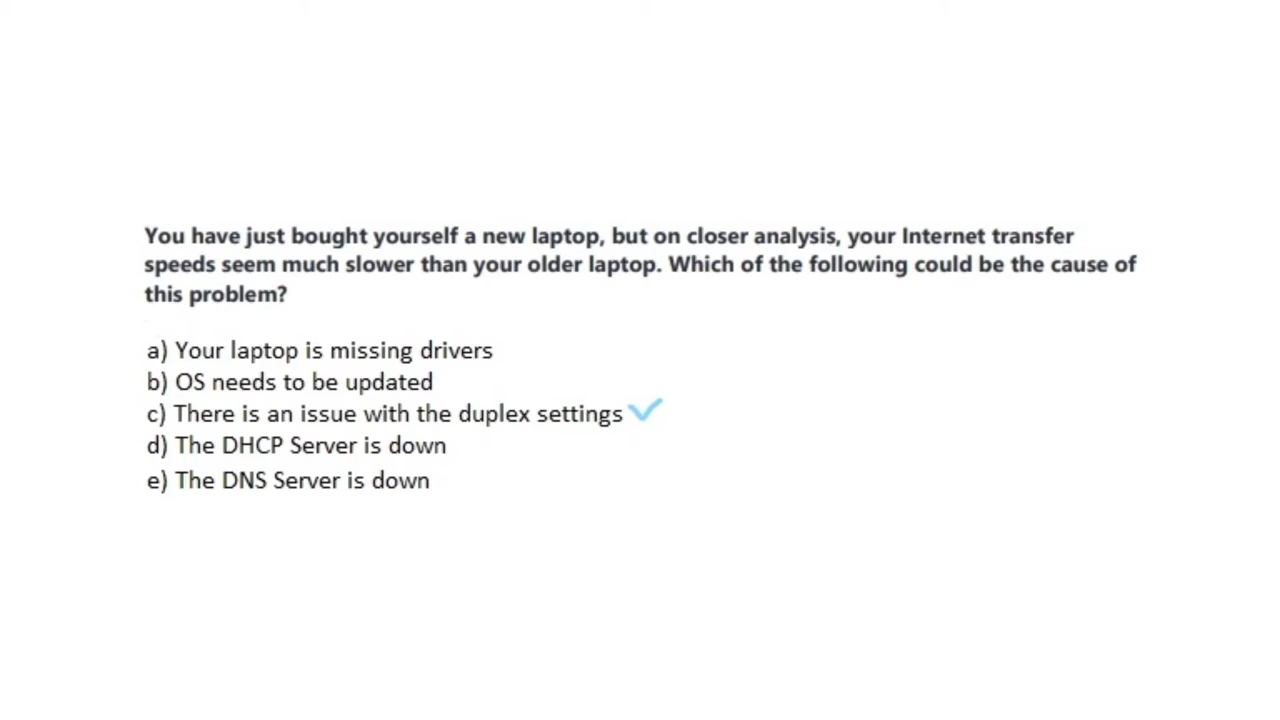 You have just bought yourself a new laptop, but on closer analysis, your Internet transfer
speeds seem much slower than your older laptop. Which of the following could be the cause of
this problem?
a) Your laptop is missing drivers
b) OS needs to be updated
c) There is an issue with the duplex settings
d) The DHCP Server is down
e) The DNS Server is down